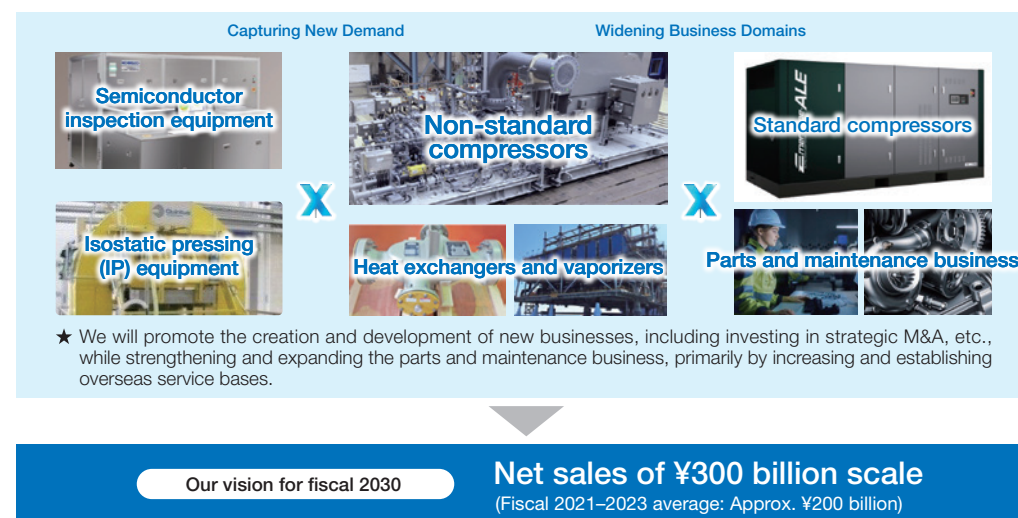 Capturing New Demand
Widening Business Domains
Semiconductor
inspection equipment
Non-standard
compressors
Standard compressors
EmeRALE
Isostatic pressing
(IP) equipment
Heat exchangers and vaporizers
Parts and maintenance business
★ We will promote the creation and development of new businesses, including investing in strategic M&A, etc.,
while strengthening and expanding the parts and maintenance business, primarily by increasing and establishing
overseas service bases.
Our vision for fiscal 2030
Net sales of ¥300 billion scale
(Fiscal 2021–2023 average: Approx. ¥200 billion)